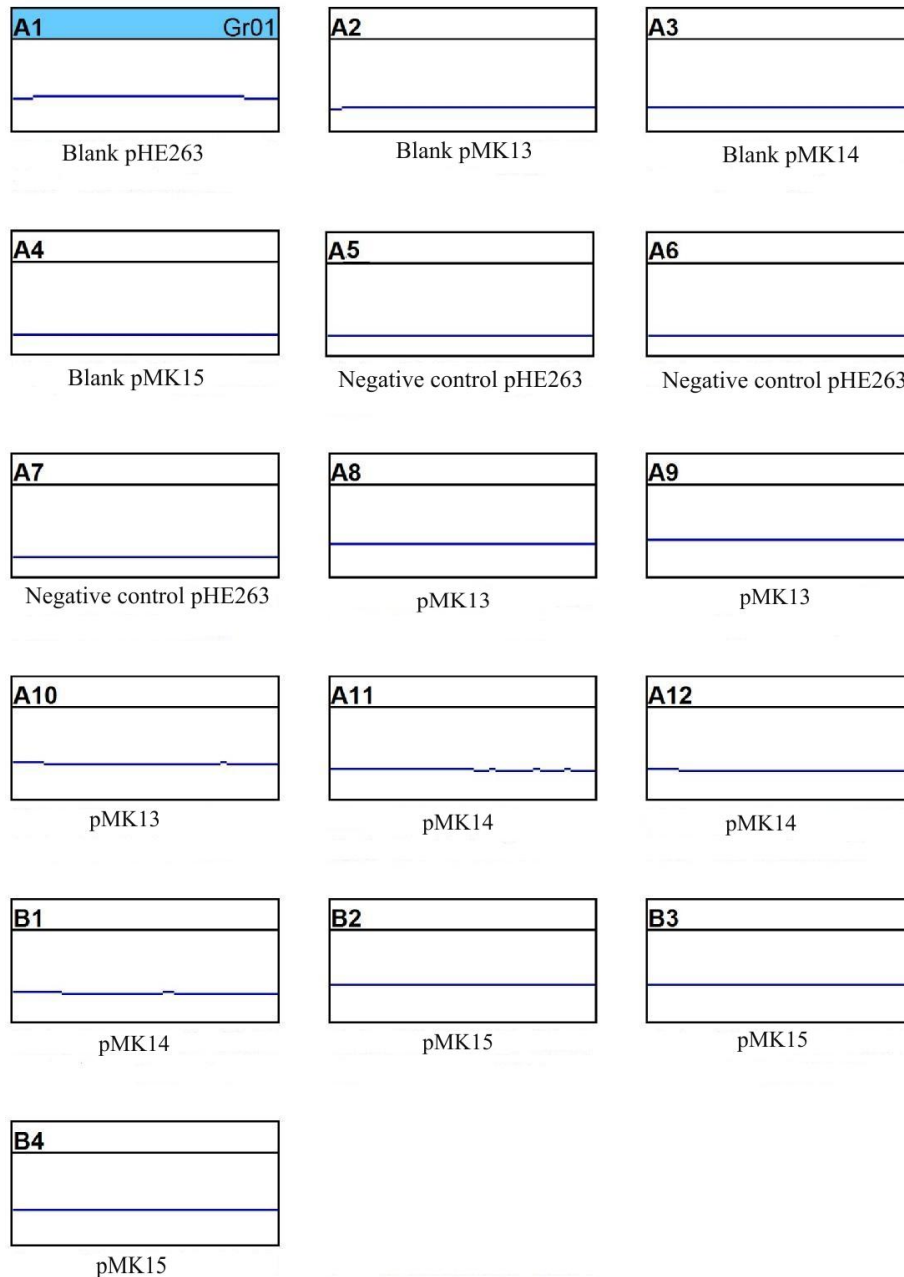 A1 Gr01
A2
A3
Blank pHE263
Blank pMK13
Blank pMK14
A4
A5
A6
Blank pMK15
Negative control pHE263
Negative control pHE263
A7
A8
A9
Negative control pHE263
pMK13
pMK13
A10
A11
A12
pMK13
pMK14
pMK14
B1
B2
B3
pMK14
pMK15
pMK15
B4
pMK15